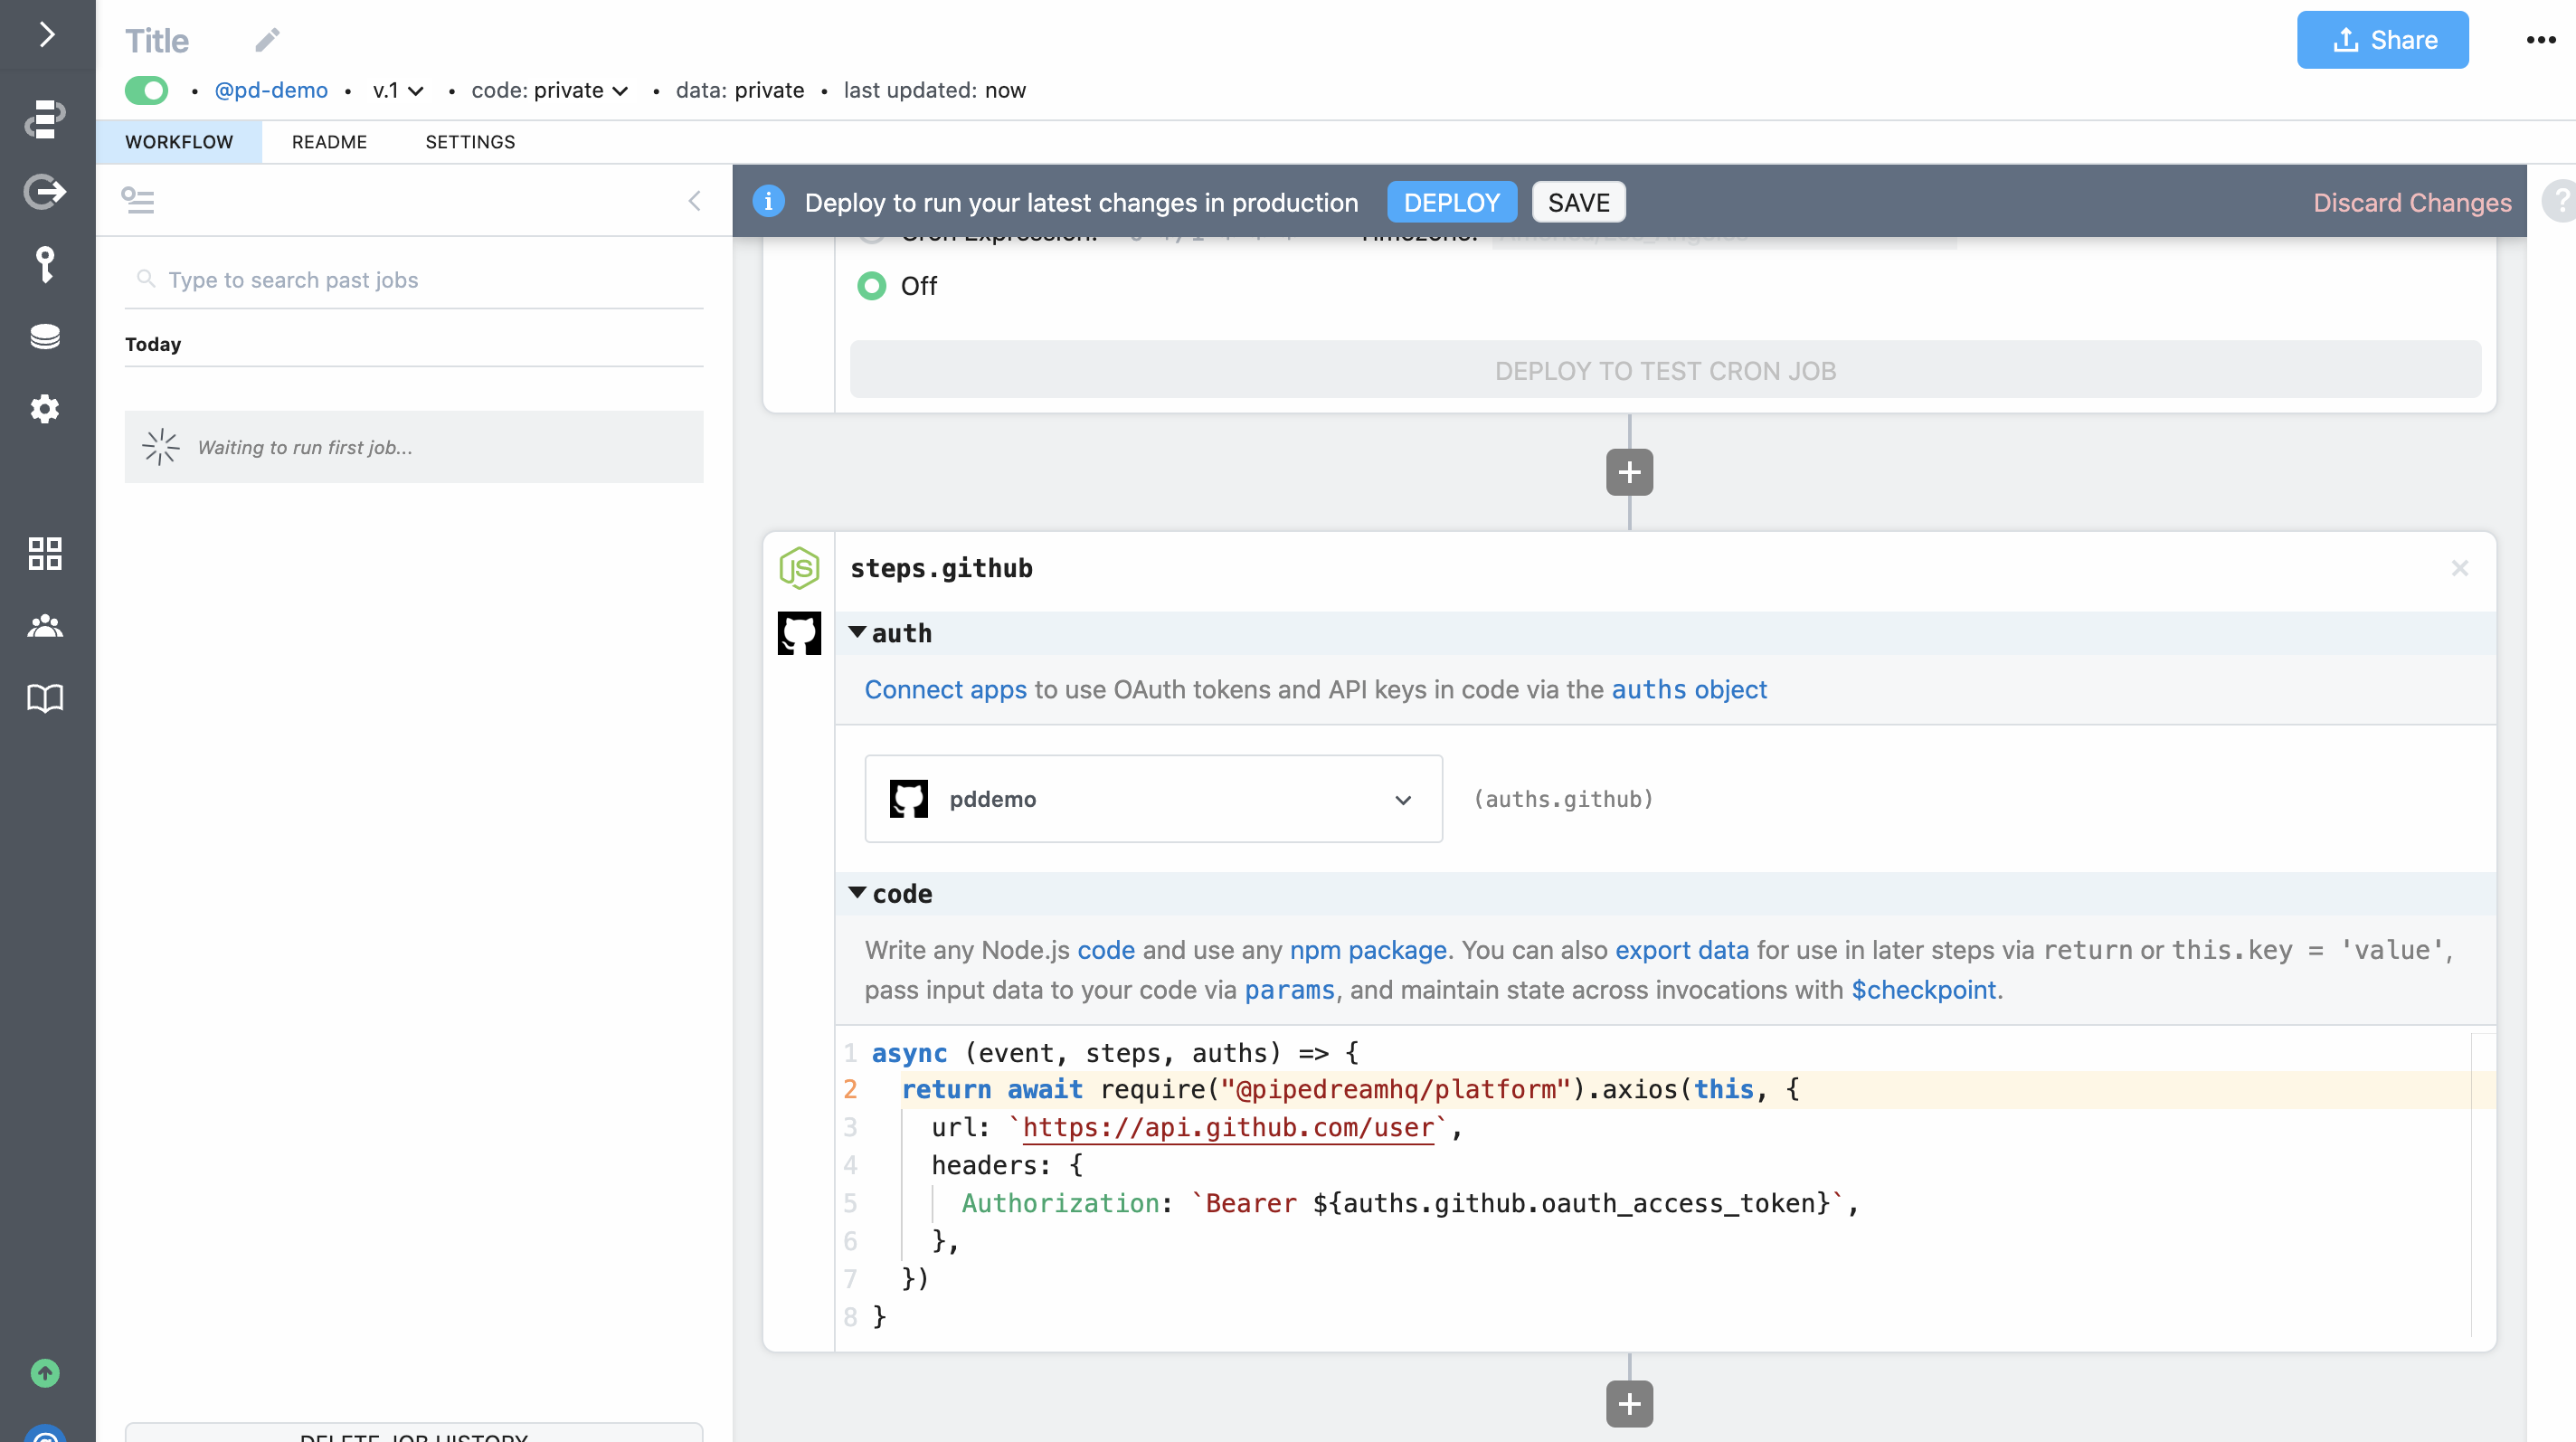 Title
Share
• @pd-demo • v.1 • code: private • data: private • last updated: now
WORKFLOW README SETTINGS
Deploy to run your latest changes in production DEPLOY SAVE Discard Changes
Type to search past jobs
Today
Waiting to run first job...
DELETE JOB HISTORY
Cron Expression: Timezone:
Off
DEPLOY TO TEST CRON JOB
JS
steps.github
auth
Connect apps to use OAuth tokens and API keys in code via the auths object
pddemo (auths.github)
code
Write any Node.js code and use any npm package. You can also export data for use in later steps via return or this.key = 'value',
pass input data to your code via params, and maintain state across invocations with $checkpoint.
1 async (event, steps, auths) => {
2 return await require("@pipedreamhq/platform").axios(this, {
3 url: `https://api.github.com/user`,
4 headers: {
5 Authorization: `Bearer ${auths.github.oauth_access_token}`,
6 },
7 })
8 }